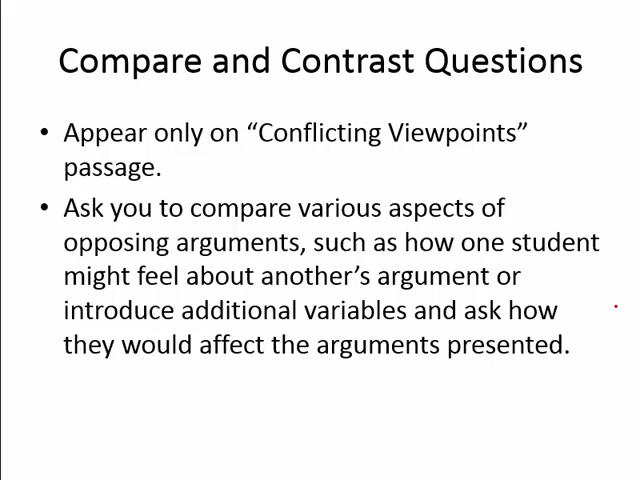 Compare and Contrast Questions
• Appear only on “Conflicting Viewpoints”
passage.
• Ask you to compare various aspects of
opposing arguments, such as how one student
might feel about another’s argument or
introduce additional variables and ask how
they would affect the arguments presented.